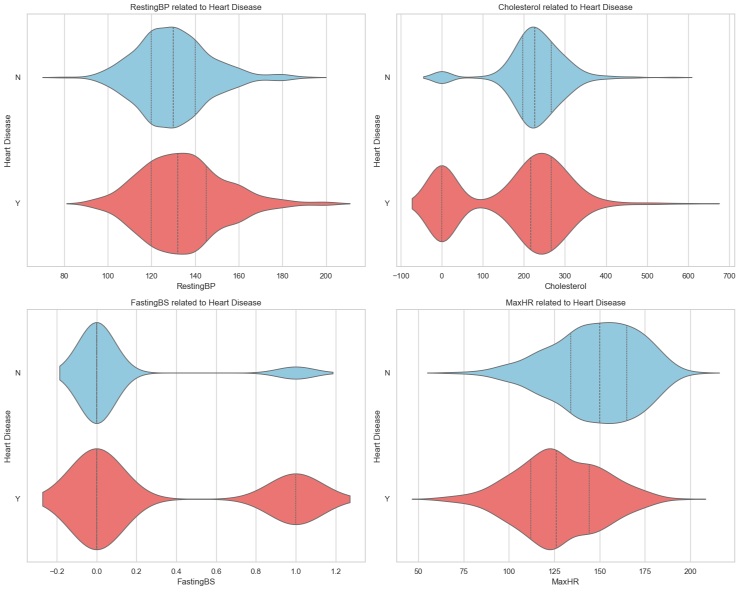 RestingBP related to Heart Disease
Heart Disease
N
Y
80 100 120 140 160 180 200
RestingBP
Cholesterol related to Heart Disease
Heart Disease
N
Y
−100 0 100 200 300 400 500 600 700
Cholesterol
FastingBS related to Heart Disease
Heart Disease
N
Y
−0.2 0.0 0.2 0.4 0.6 0.8 1.0 1.2
FastingBS
MaxHR related to Heart Disease
Heart Disease
N
Y
50 75 100 125 150 175 200
MaxHR